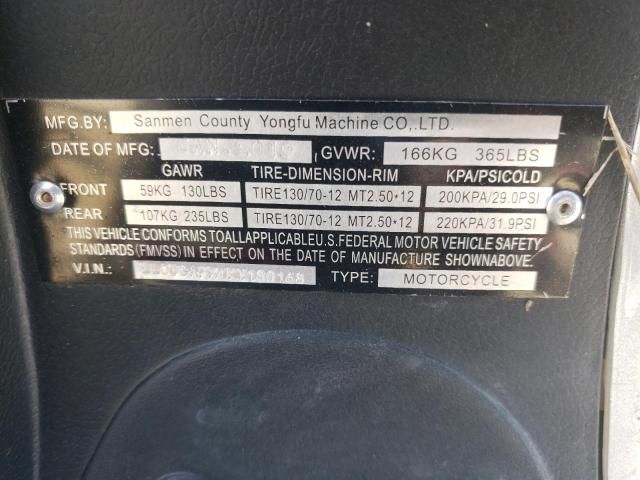 MFG.BY: Sanmen County Yongfu Machine CO,.LTD.
DATE OF MFG: GVWR: 166KG 365LBS
GAWR TIRE-DIMENSION-RIM KPA/PSICOLD
FRONT 59KG 130LBS TIRE130/70-12 MT2.50*12 200KPA/29.0PSI
REAR 107KG 235LBS TIRE130/70-12 MT2.50*12 220KPA/31.9PSI
THIS VEHICLE CONFORMS TOALLAPPLICABLEU.S.FEDERAL MOTOR VEHICLE SAFETY
STANDARDS (FMVSS) IN EFFECT ON THE DATE OF MANUFACTURE SHOWNABOVE.
V.I.N.: TYPE: MOTORCYCLE